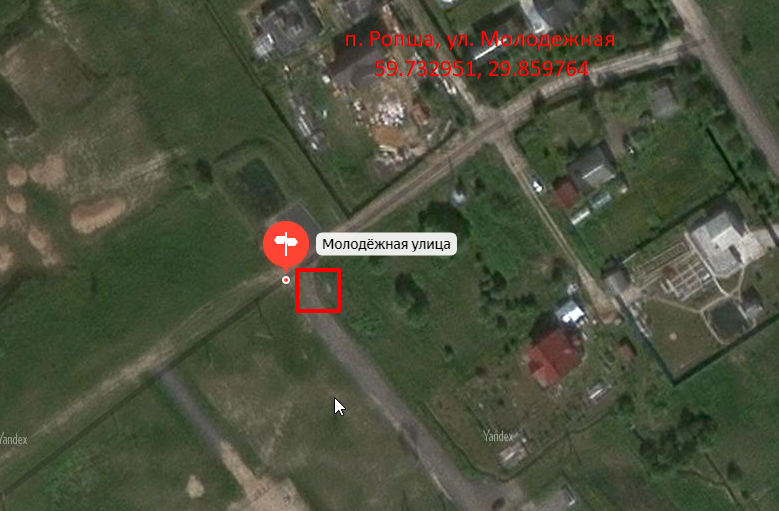 п. Ропша, ул. Молодежная
59.732951, 29.859764
Молодёжная улица
Yandex
Yandex